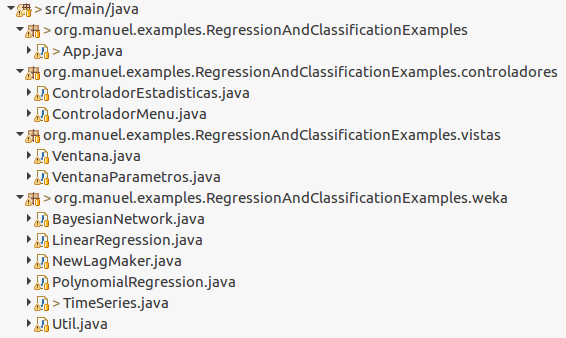 > src/main/java
> org.manuel.examples.RegressionAndClassificationExamples
> App.java
org.manuel.examples.RegressionAndClassificationExamples.controladores
ControladorEstadisticas.java
ControladorMenu.java
org.manuel.examples.RegressionAndClassificationExamples.vistas
Ventana.java
VentanaParametros.java
> org.manuel.examples.RegressionAndClassificationExamples.weka
BayesianNetwork.java
LinearRegression.java
NewLagMaker.java
PolynomialRegression.java
> TimeSeries.java
Util.java